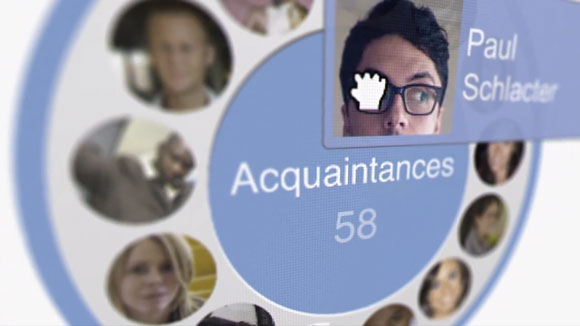 Paul
Schlacter
Acquaintances
58